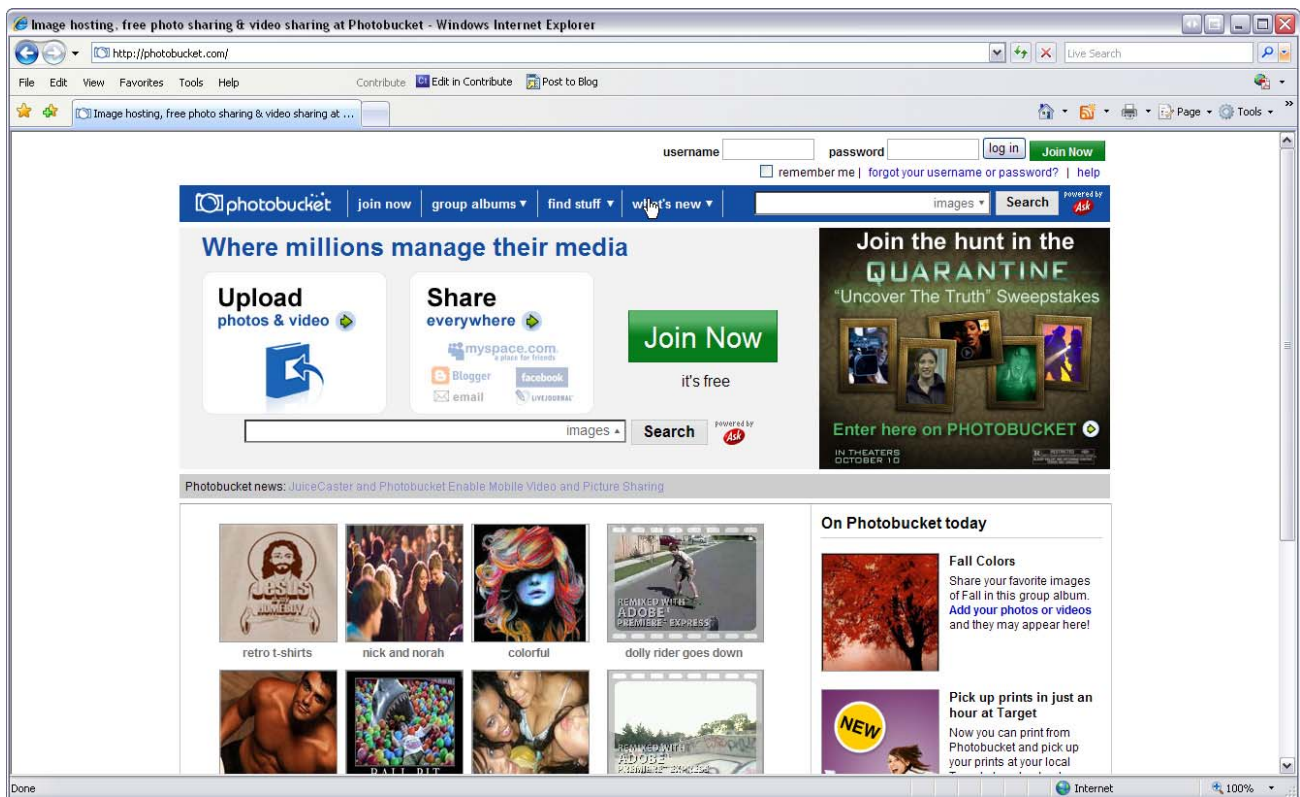 Image hosting, free photo sharing & video sharing at Photobucket - Windows Internet Explorer
http://photobucket.com/
Live Search
File Edit View Favorites Tools Help Contribute Edit in Contribute Post to Blog
Image hosting, free photo sharing & video sharing at ...
Page Tools
username password log in Join Now
remember me | forgot your username or password? | help
photobucket join now group albums find stuff what's new images Search powered by Ask
Where millions manage their media
Upload
photos & video
Share
everywhere
myspace.com
a place for friends
Blogger facebook
email LIVEJOURNAL
Join Now
it's free
images Search powered by Ask
Join the hunt in the
QUARANTINE
"Uncover The Truth" Sweepstakes
Enter here on PHOTOBUCKET
IN THEATERS
OCTOBER 10
Photobucket news: JuiceCaster and Photobucket Enable Mobile Video and Picture Sharing
JESUS
IS MY
HOMEBOY
REMIXED WITH
ADOBE
PREMIERE EXPRESS
retro t-shirts nick and norah colorful dolly rider goes down
BALL PIT
REMIXED WITH
ADOBE
PREMIERE EXPRESS
On Photobucket today
Fall Colors
Share your favorite images
of Fall in this group album.
Add your photos or videos
and they may appear here!
NEW
Pick up prints in just an
hour at Target
Now you can print from
Photobucket and pick up
your prints at your local
Done Internet 100%